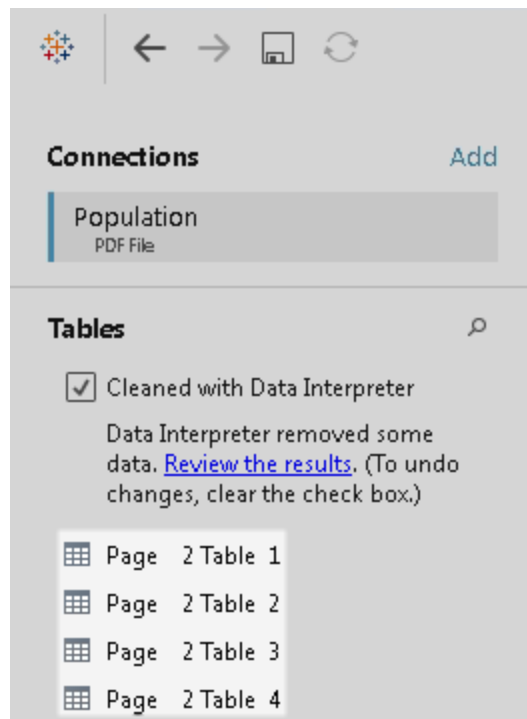 Connections Add
Population
PDF File
Tables
Cleaned with Data Interpreter
Data Interpreter removed some
data. Review the results. (To undo
changes, clear the check box.)
Page 2 Table 1
Page 2 Table 2
Page 2 Table 3
Page 2 Table 4